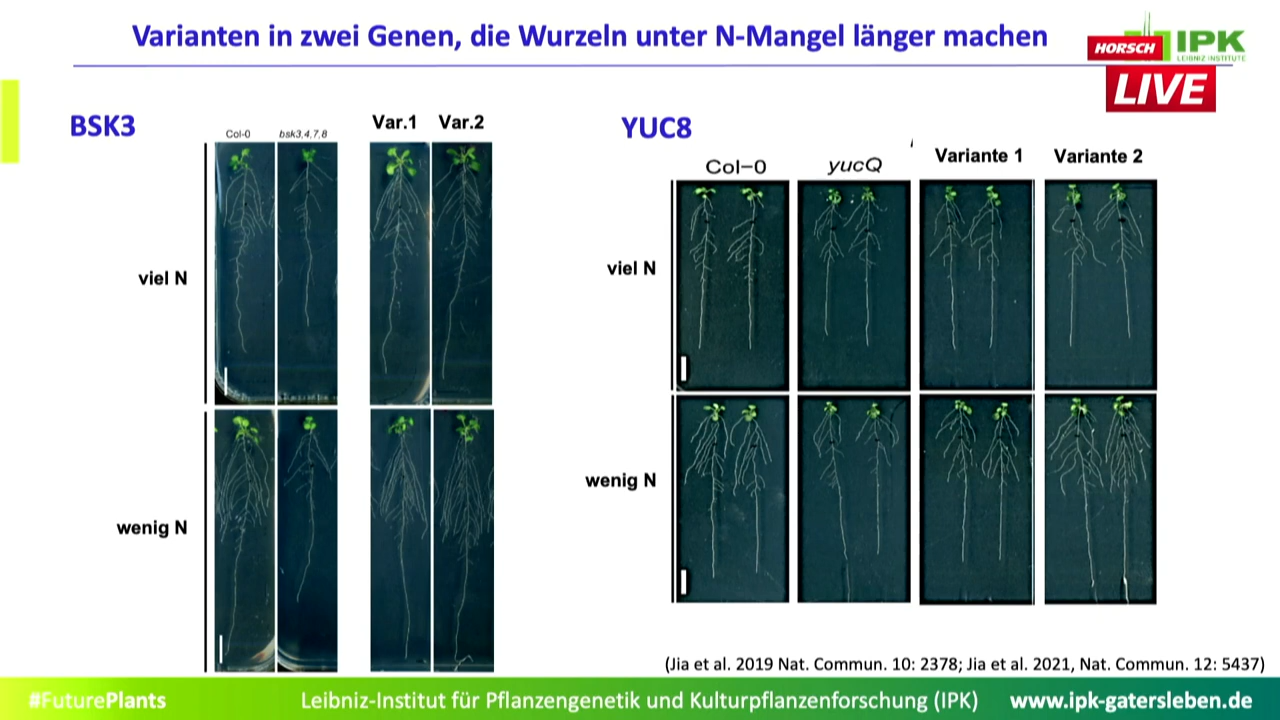 Varianten in zwei Genen, die Wurzeln unter N-Mangel länger machen
HORSCH
IPK
LEIBNIZ INSTITUTE
LIVE
BSK3
Col-0
bsk3,4,7,8
Var.1
Var.2
viel N
wenig N
YUC8
Col–0
yucQ
Variante 1
Variante 2
viel N
wenig N
(Jia et al. 2019 Nat. Commun. 10: 2378; Jia et al. 2021, Nat. Commun. 12: 5437)
#FuturePlants
Leibniz-Institut für Pflanzengenetik und Kulturpflanzenforschung (IPK)
www.ipk-gatersleben.de